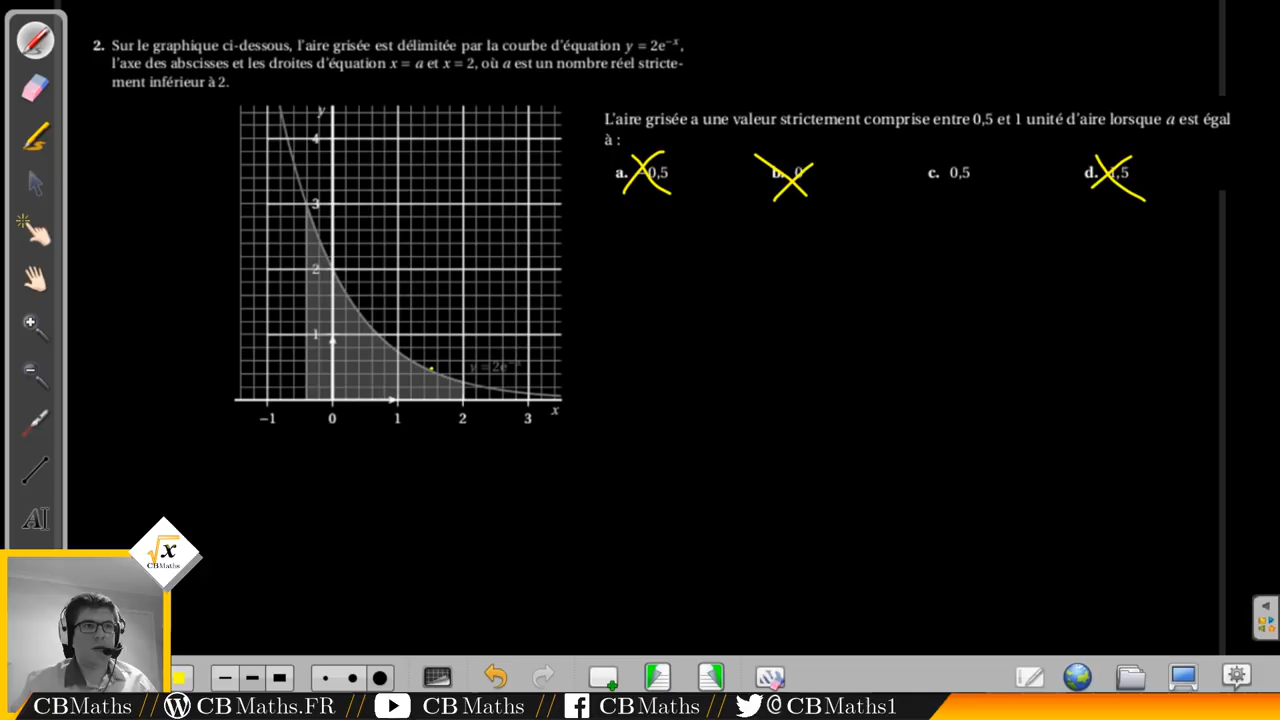 2. Sur le graphique ci-dessous, l'aire grisée est délimitée par la courbe d'équation y = 2e⁻ˣ,
l'axe des abscisses et les droites d'équation x = a et x = 2, où a est un nombre réel stricte-
ment inférieur à 2.
L'aire grisée a une valeur strictement comprise entre 0,5 et 1 unité d'aire lorsque a est égal
à :
a. −0,5 b. 0 c. 0,5 d. 1,5
y
4
3
2
1
y = 2e⁻ˣ
−1 0 1 2 3 x
AI
√x
CBMaths
CBMaths // CBMaths.FR // CBMaths // CBMaths // @CBMaths1